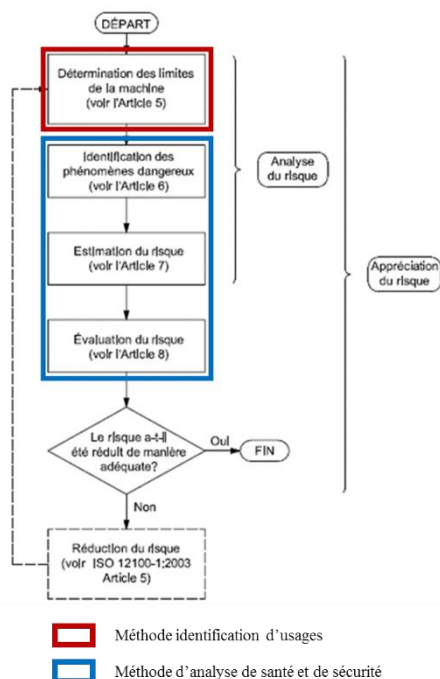 DÉPART
Détermination des limites
de la machine
(voir l'Article 5)
Identification des
phénomènes dangereux
(voir l'Article 6)
Analyse
du risque
Estimation du risque
(voir l'Article 7)
Appréciation
du risque
Évaluation du risque
(voir l'Article 8)
Le risque a-t-il
été réduit de manière
adéquate?
Oui
FIN
Non
Réduction du risque
(voir ISO 12100-1:2003
Article 5)
Méthode identification d'usages
Méthode d'analyse de santé et de sécurité